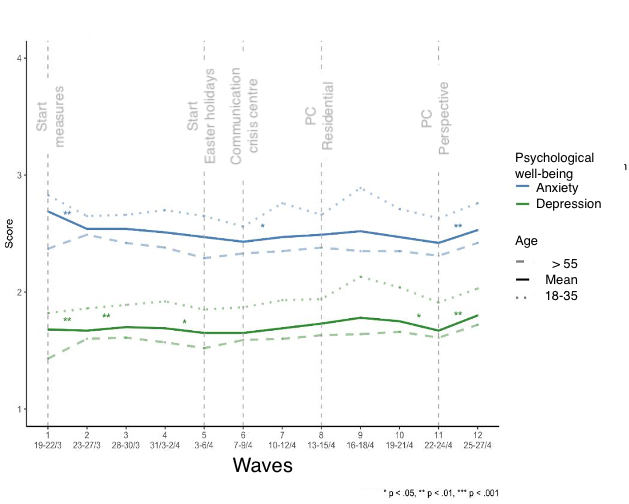 4
3
2
1
Score
Start
measures
Start
Easter holidays
Communication
crisis centre
PC
Residential
PC
Perspective
**
*
**
**
**
*
*
**
Psychological
well-being
Anxiety
Depression
Age
> 55
Mean
18-35
1 2 3 4 5 6 7 8 9 10 11 12
19-22/3 23-27/3 28-30/3 31/3-2/4 3-6/4 7-9/4 10-12/4 13-15/4 16-18/4 19-21/4 22-24/4 25-27/4
Waves
* p < .05, ** p < .01, *** p < .001